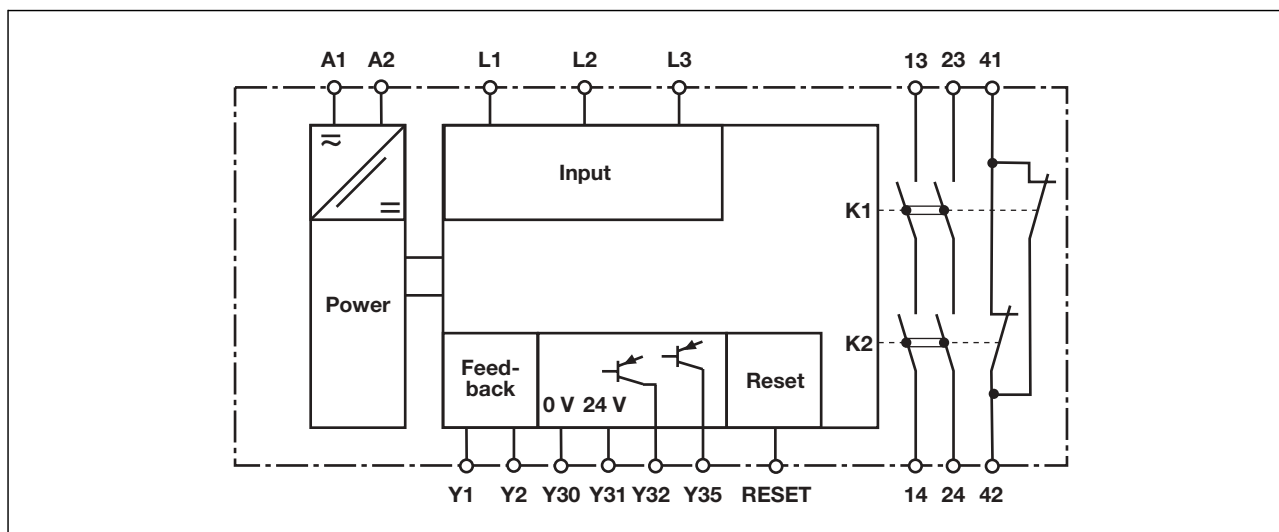 A1 A2 L1 L2 L3 13 23 41
Input
K1
Power
K2
Feed-
back
Reset
0 V 24 V
Y1 Y2 Y30 Y31 Y32 Y35 RESET 14 24 42